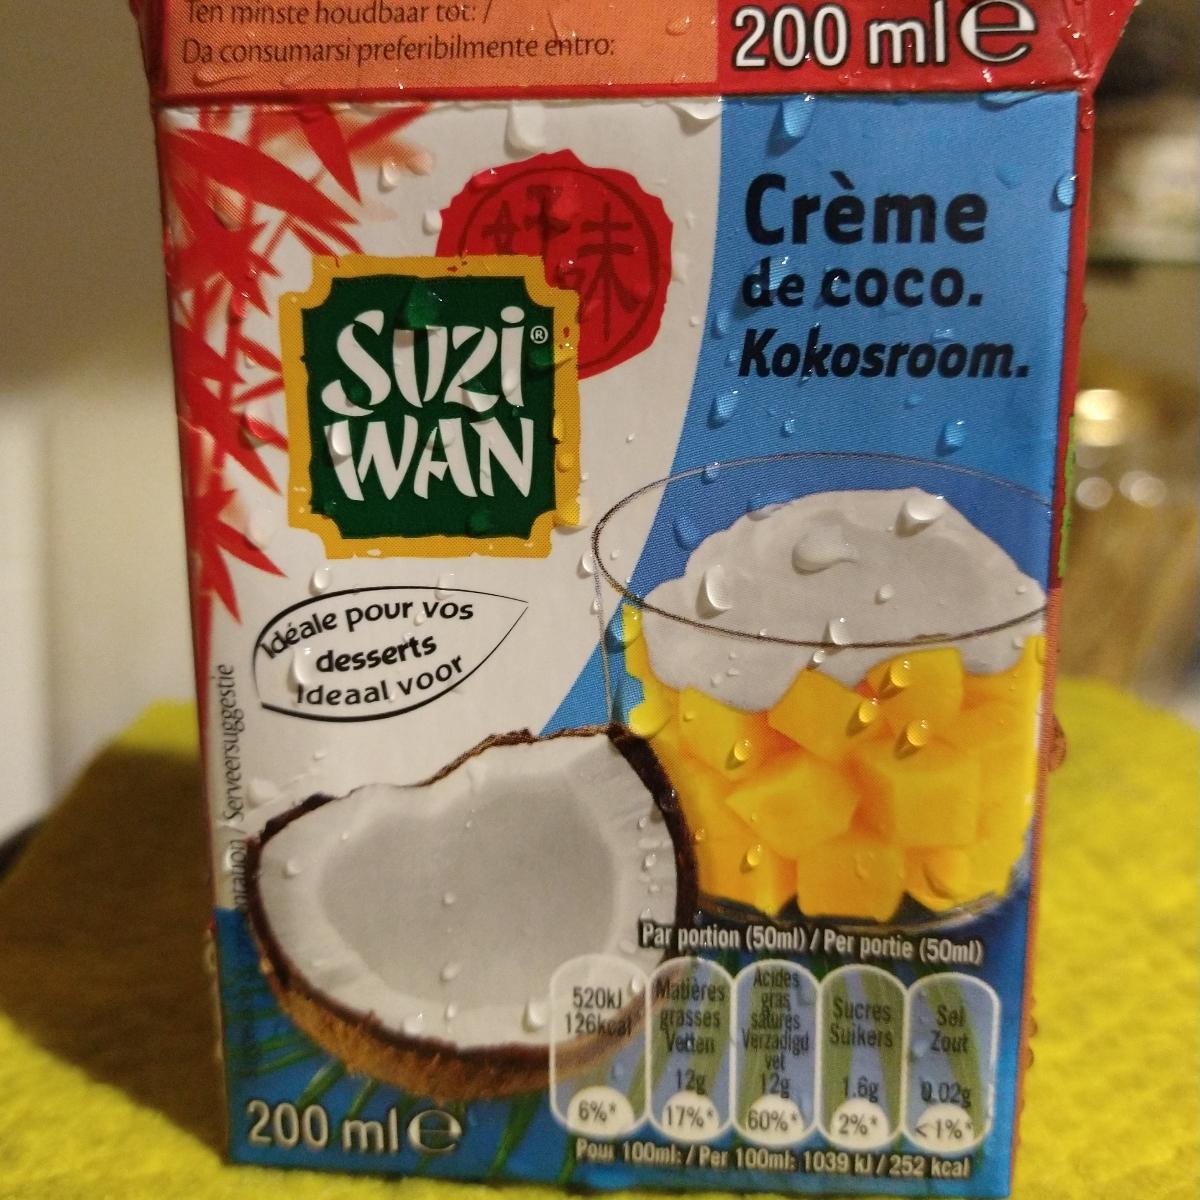 Ten minste houdbaar tot: /
Da consumarsi preferibilmente entro:
200 ml e
好味
Crème
de coco.
Kokosroom.
SUZI®
WAN
Idéale pour vos
desserts
Ideaal voor
Serveersuggestie
Par portion (50ml) / Per portie (50ml)
520kJ
126kcal
6%*
Matières
grasses
Vetten
12g
17%*
Acides
gras
saturés
Verzadigd
vet
12g
60%*
Sucres
Suikers
1.6g
2%*
Sel
Zout
0.02g
<1%*
200 ml e
Pour 100ml: / Per 100ml: 1039 kJ / 252 kcal